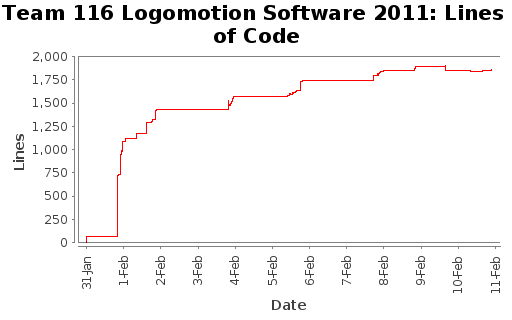 Team 116 Logomotion Software 2011: Lines
of Code
2,000
1,750
1,500
1,250
1,000
750
500
250
0
Lines
31-Jan
1-Feb
2-Feb
3-Feb
4-Feb
5-Feb
6-Feb
7-Feb
8-Feb
9-Feb
10-Feb
11-Feb
Date